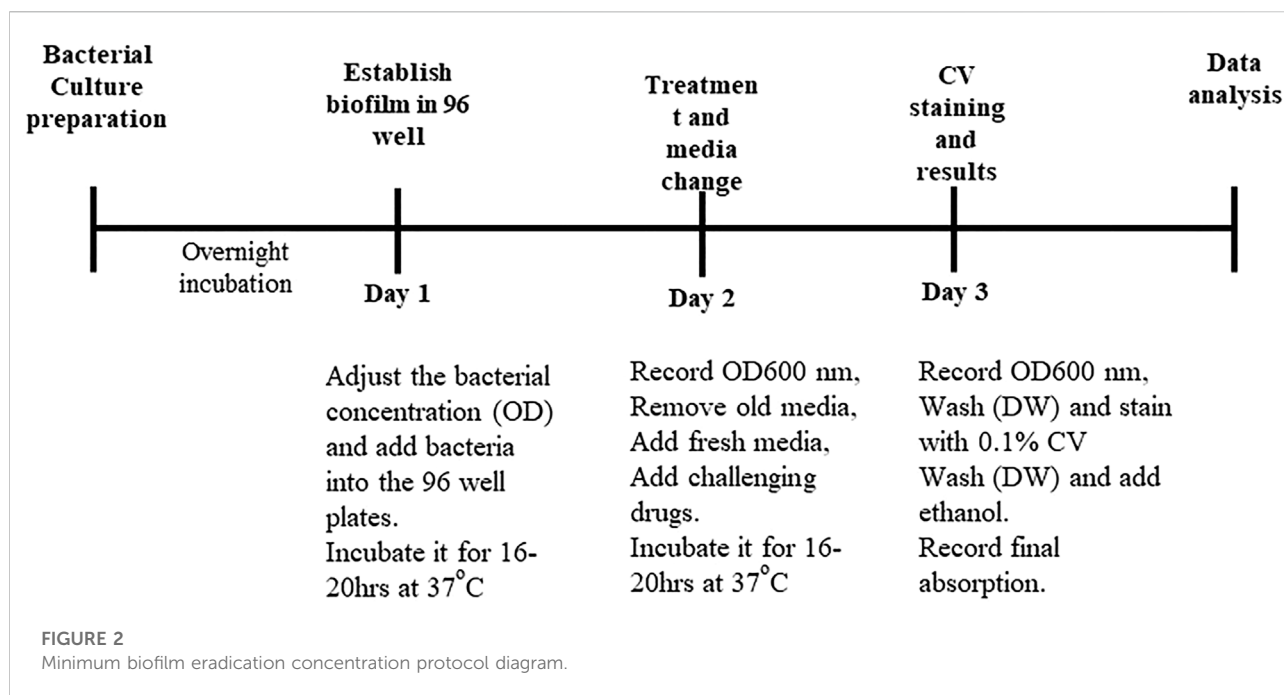 Bacterial
Culture
preparation
Establish
biofilm in 96
well
Treatmen
t and
media
change
CV
staining
and
results
Data
analysis
Overnight
incubation
Day 1
Day 2
Day 3
Adjust the bacterial
concentration (OD)
and add bacteria
into the 96 well
plates.
Incubate it for 16-
20hrs at 37°C
Record OD600 nm,
Remove old media,
Add fresh media,
Add challenging
drugs.
Incubate it for 16-
20hrs at 37°C
Record OD600 nm,
Wash (DW) and stain
with 0.1% CV
Wash (DW) and add
ethanol.
Record final
absorption.
FIGURE 2
Minimum biofilm eradication concentration protocol diagram.